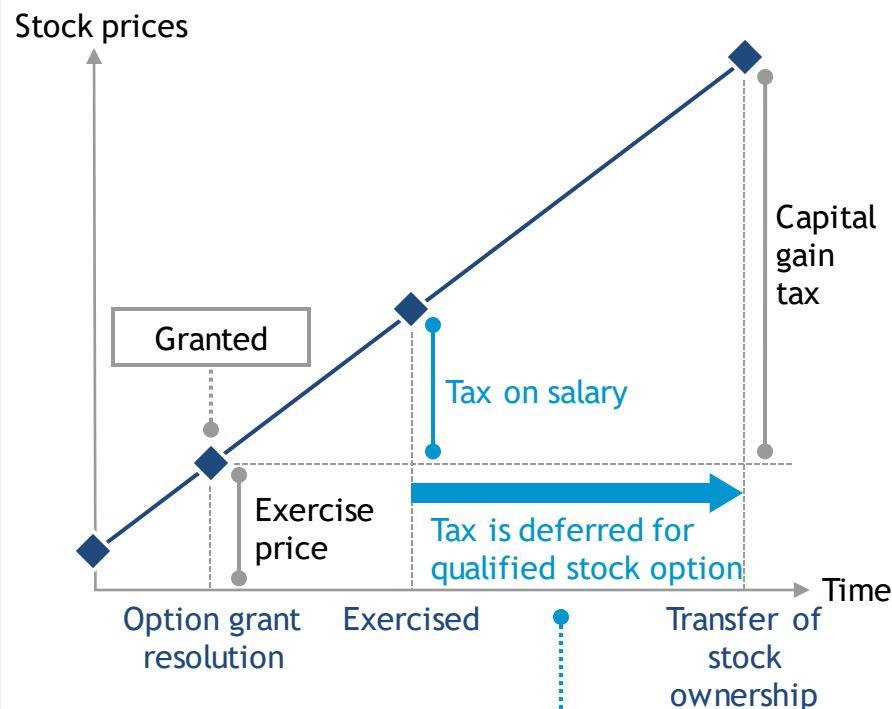 Stock prices
Granted
Capital
gain
tax
Tax on salary
Exercise
price
Tax is deferred for
qualified stock option
Time
Option grant
resolution
Exercised
Transfer of
stock
ownership